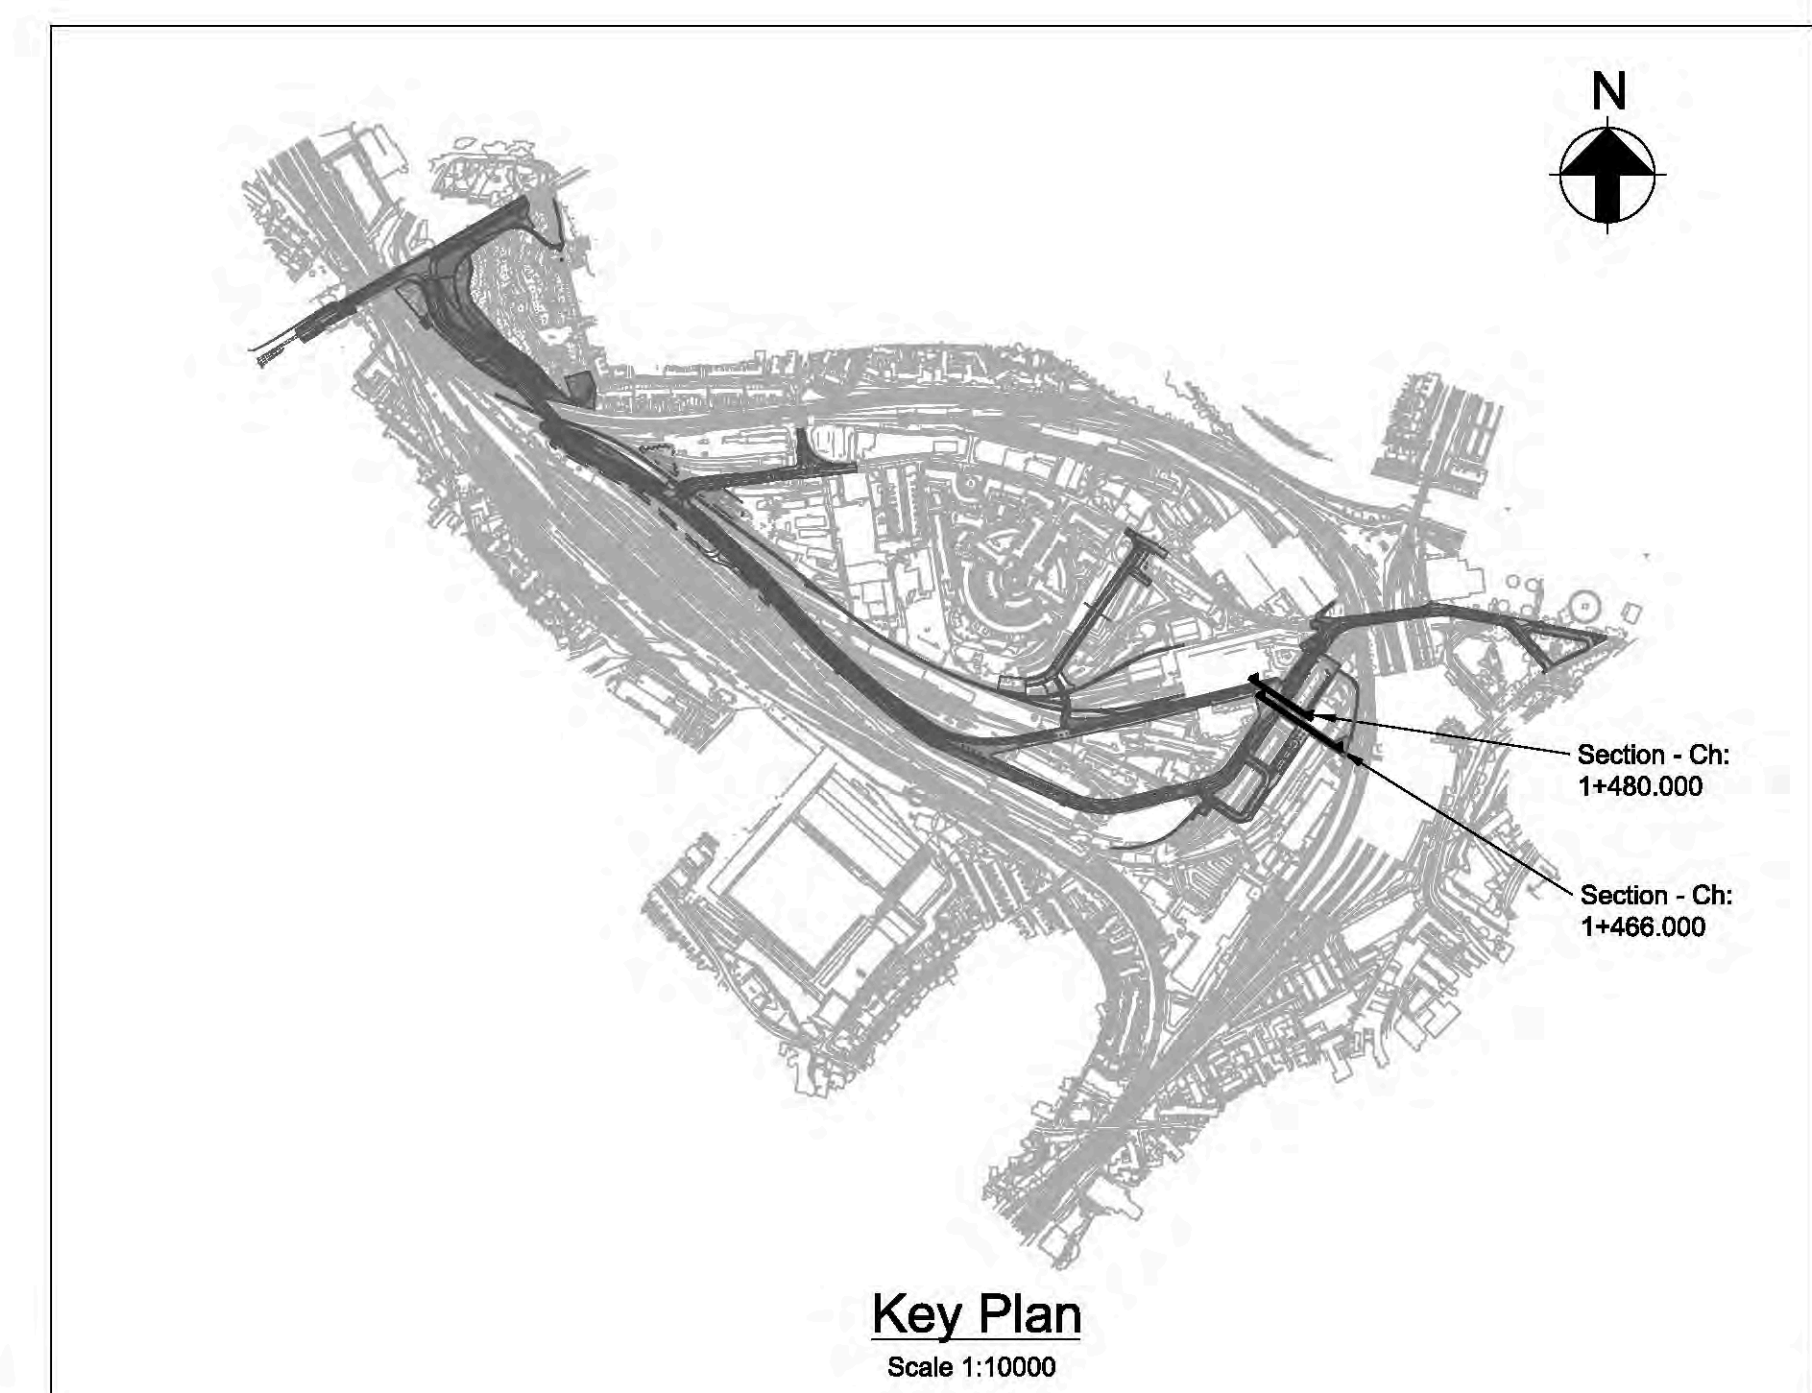 N
Section - Ch:
1+480.000
Section - Ch:
1+466.000
Key Plan
Scale 1:10000